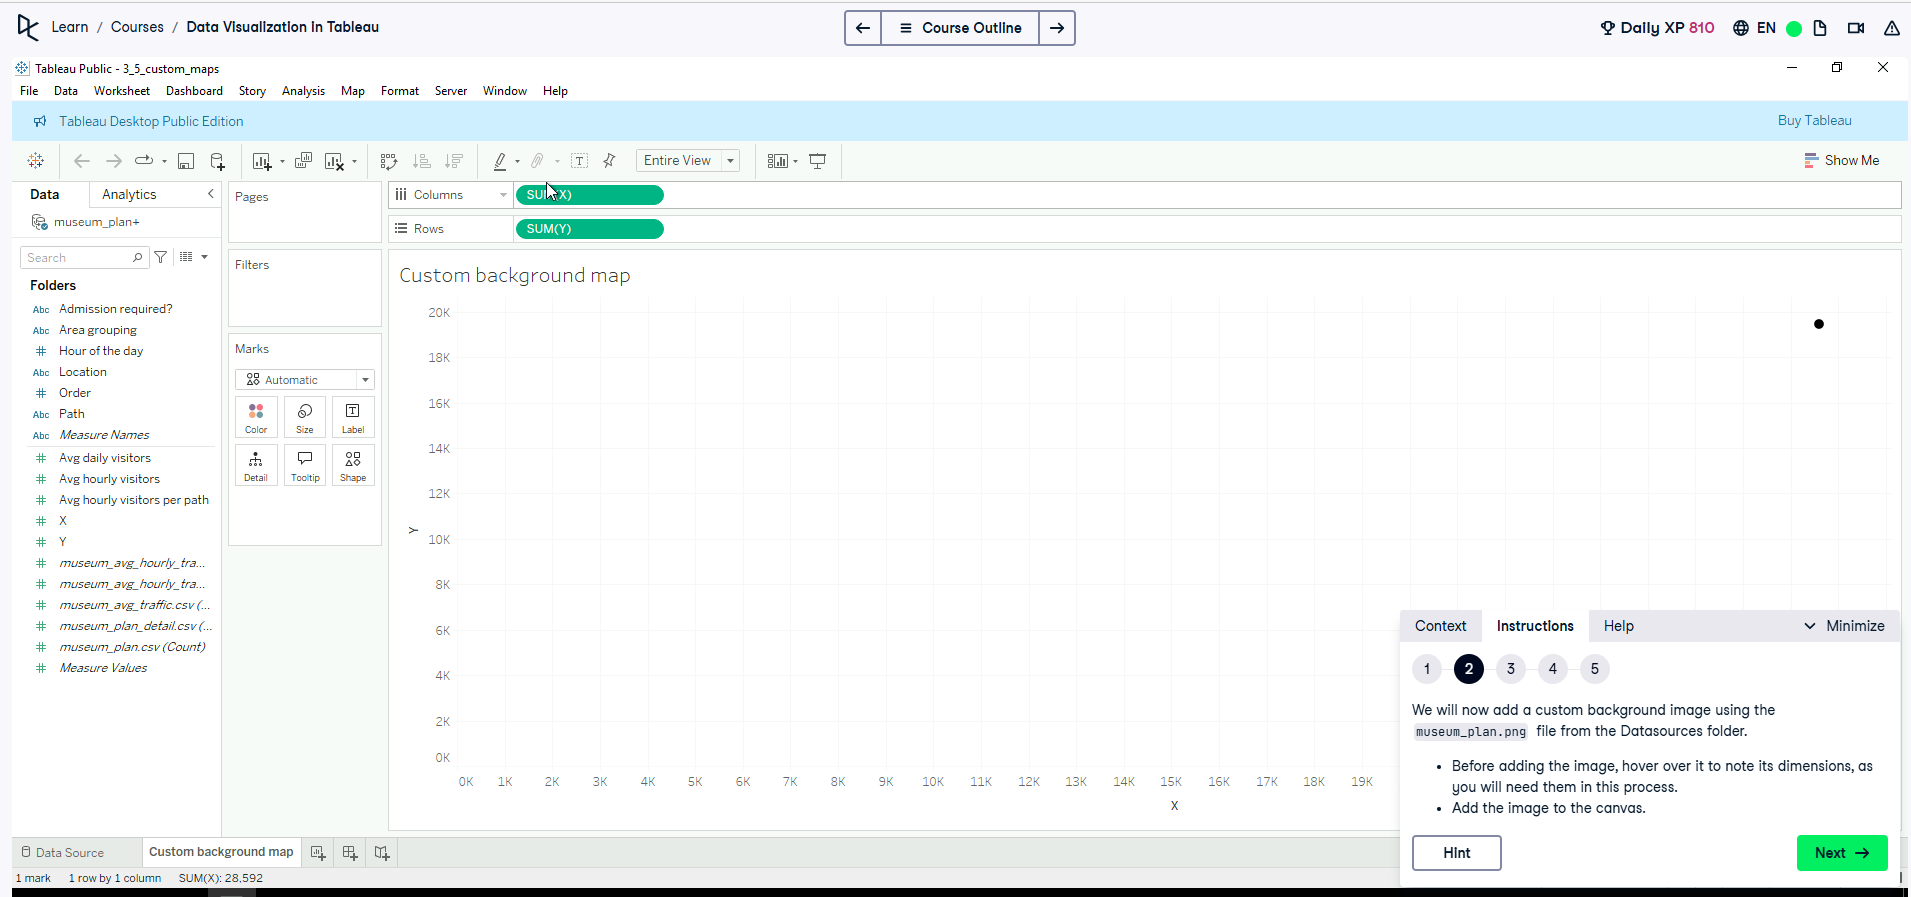 Learn / Courses / Data Visualization in Tableau
Course Outline
Daily XP 810 EN
Tableau Public - 3_5_custom_maps
File Data Worksheet Dashboard Story Analysis Map Format Server Window Help
Tableau Desktop Public Edition
Buy Tableau
Entire View
Show Me
Data Analytics
museum_plan+
Search
Folders
Abc Admission required?
Abc Area grouping
# Hour of the day
Abc Location
# Order
Abc Path
Abc Measure Names
# Avg daily visitors
# Avg hourly visitors
# Avg hourly visitors per path
# X
# Y
# museum_avg_hourly_tra...
# museum_avg_hourly_tra...
# museum_avg_traffic.csv (...
# museum_plan_detail.csv (...
# museum_plan.csv (Count)
# Measure Values
Pages
Filters
Marks
Automatic
Color Size Label
Detail Tooltip Shape
Columns SUM(X)
Rows SUM(Y)
Custom background map
20K
18K
16K
14K
12K
10K
8K
6K
4K
2K
0K
Y
0K 1K 2K 3K 4K 5K 6K 7K 8K 9K 10K 11K 12K 13K 14K 15K 16K 17K 18K 19K
X
Context Instructions Help Minimize
1 2 3 4 5
We will now add a custom background image using the
museum_plan.png file from the Datasources folder.
• Before adding the image, hover over it to note its dimensions, as
you will need them in this process.
• Add the image to the canvas.
Hint
Next
Data Source Custom background map
1 mark 1 row by 1 column SUM(X): 28,592